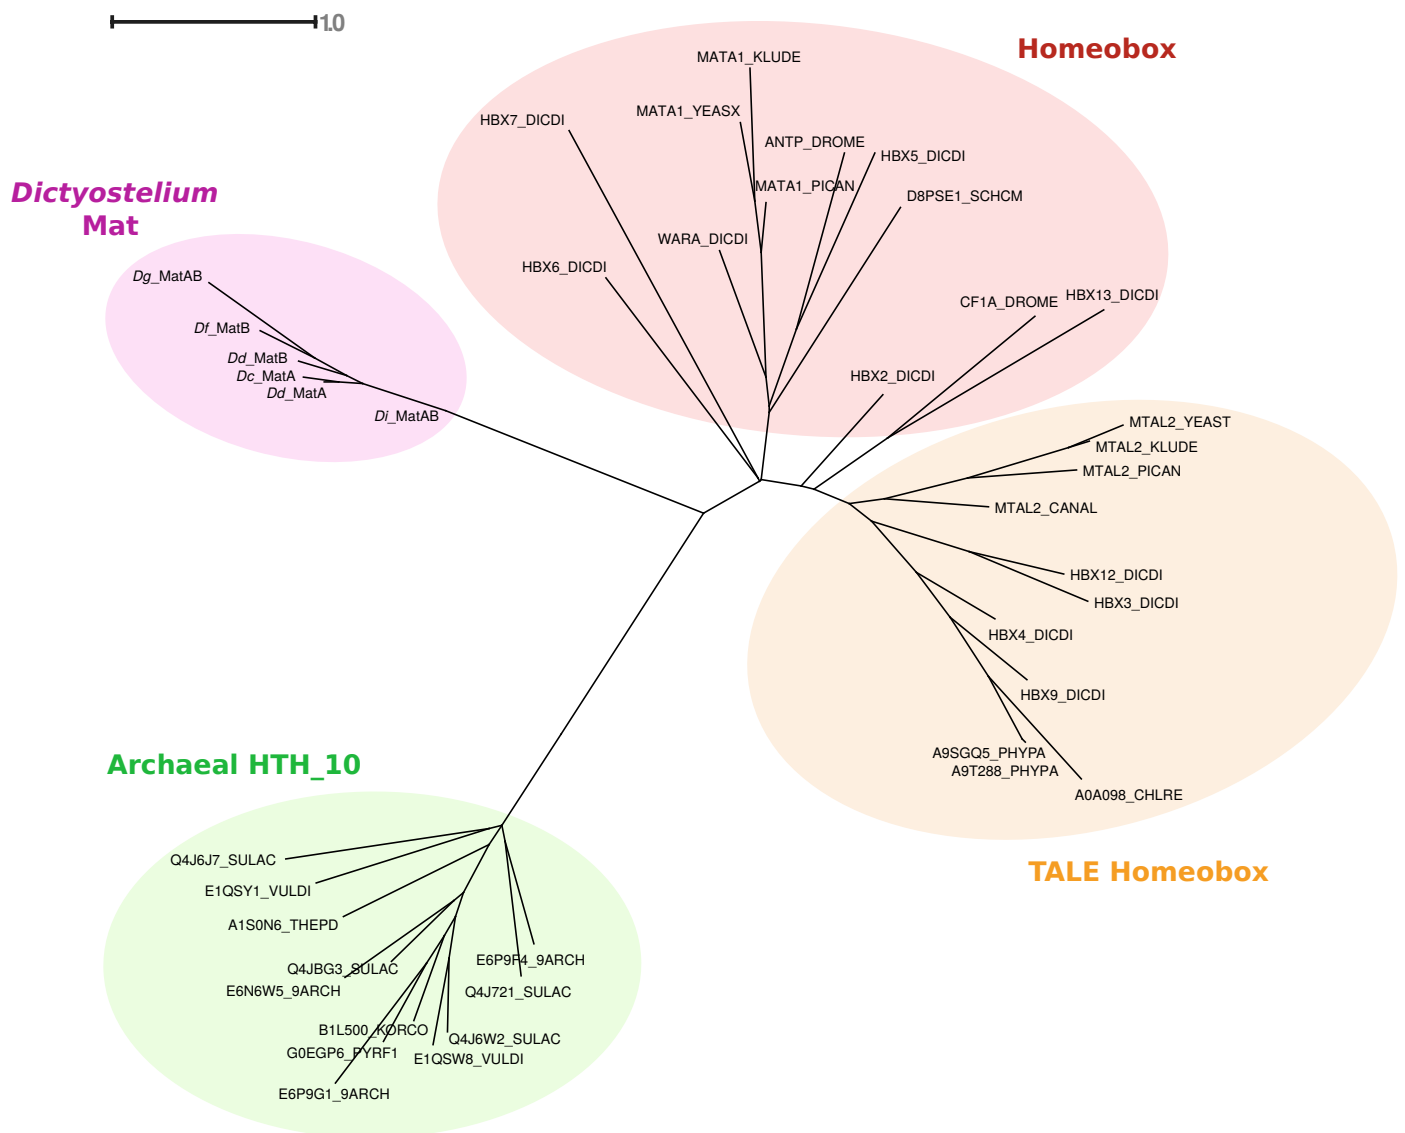 1.0
Homeobox
MATA1_KLUDE
MATA1_YEASX
HBX7_DICDI
ANTP_DROME
HBX5_DICDI
MATA1_PICAN
D8PSE1_SCHCM
WARA_DICDI
HBX6_DICDI
CF1A_DROME
HBX13_DICDI
HBX2_DICDI
Dictyostelium
Mat
Dg_MatAB
Df_MatB
Dd_MatB
Dc_MatA
Dd_MatA
Di_MatAB
MTAL2_YEAST
MTAL2_KLUDE
MTAL2_PICAN
MTAL2_CANAL
HBX12_DICDI
HBX3_DICDI
HBX4_DICDI
HBX9_DICDI
A9SGQ5_PHYPA
A9T288_PHYPA
A0A098_CHLRE
TALE Homeobox
Archaeal HTH_10
Q4J6J7_SULAC
E1QSY1_VULDI
A1S0N6_THEPD
Q4JBG3_SULAC
E6N6W5_9ARCH
E6P9F4_9ARCH
Q4J721_SULAC
B1L500_KORCO
Q4J6W2_SULAC
G0EGP6_PYRF1
E1QSW8_VULDI
E6P9G1_9ARCH